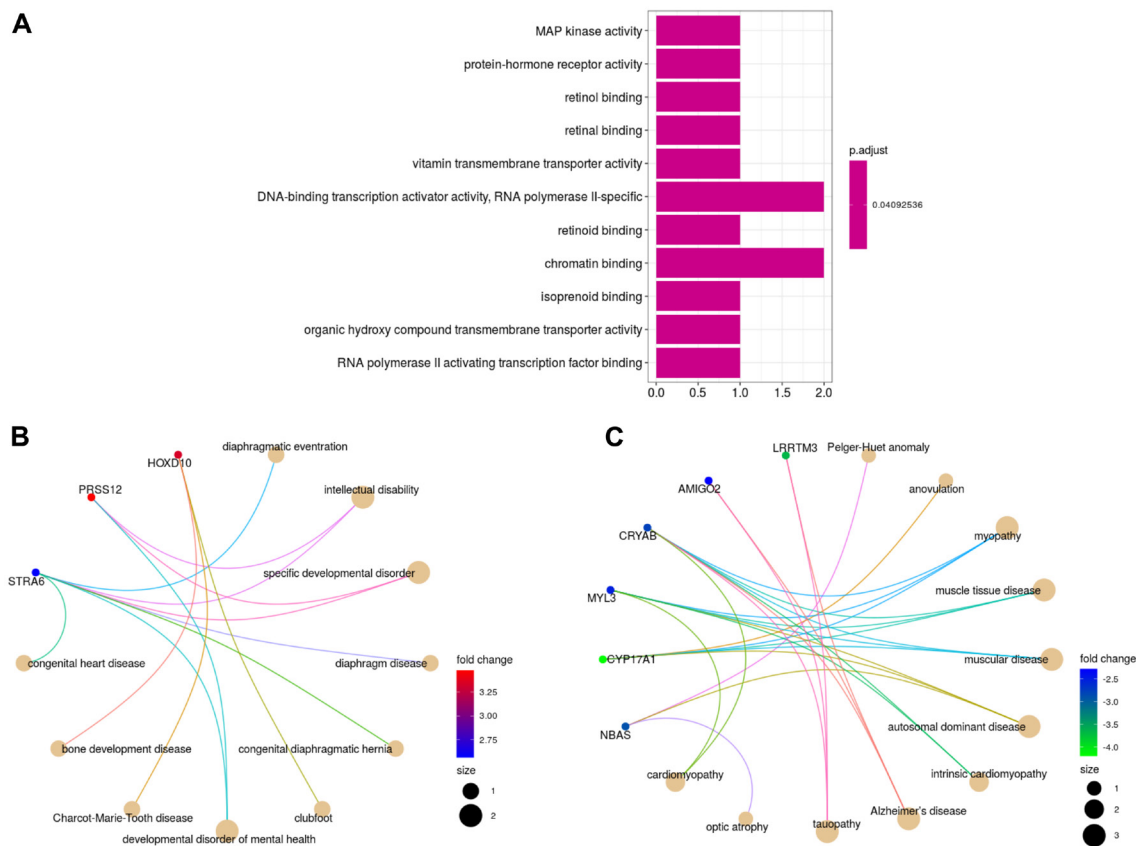 A
MAP kinase activity
protein-hormone receptor activity
retinol binding
retinal binding
vitamin transmembrane transporter activity
DNA-binding transcription activator activity, RNA polymerase II-specific
retinoid binding
chromatin binding
isoprenoid binding
organic hydroxy compound transmembrane transporter activity
RNA polymerase II activating transcription factor binding
0.0 0.5 1.0 1.5 2.0
p.adjust
0.04092536
B
diaphragmatic eventration
HOXD10
intellectual disability
PRSS12
specific developmental disorder
STRA6
congenital heart disease
diaphragm disease
bone development disease
congenital diaphragmatic hernia
Charcot-Marie-Tooth disease
clubfoot
developmental disorder of mental health
fold change
3.25
3.00
2.75
size
1
2
C
LRRTM3
Pelger-Huet anomaly
AMIGO2
anovulation
CRYAB
myopathy
MYL3
muscle tissue disease
CYP17A1
muscular disease
NBAS
autosomal dominant disease
cardiomyopathy
intrinsic cardiomyopathy
optic atrophy
tauopathy
Alzheimer's disease
fold change
-2.5
-3.0
-3.5
-4.0
size
1
2
3